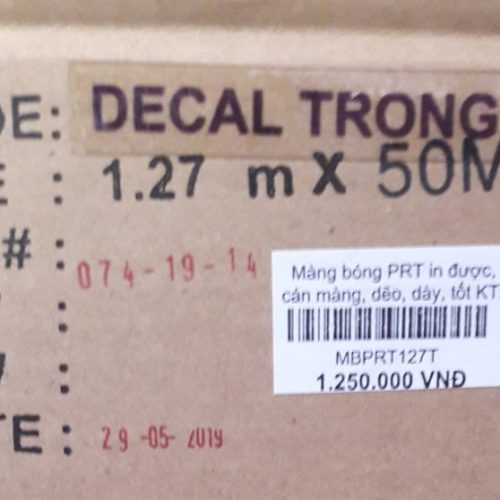 DE: DECAL TRONG
E : 1.27 m X 50M
# : 074-19-14
:
:
TE : 29-05-2019
Màng bóng PRT in được,
cán màng, dẽo, dày, tốt KT
MBPRT127T
1.250.000 VNĐ